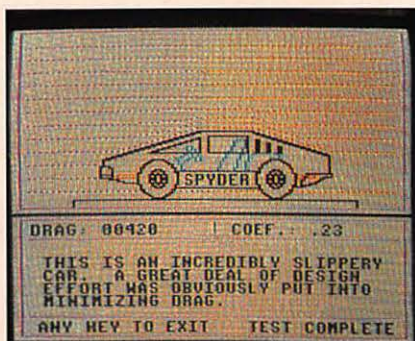 SPYDER
DRAG: 00420 COEF.: .23
THIS IS AN INCREDIBLY SLIPPERY
CAR. A GREAT DEAL OF DESIGN
EFFORT WAS OBVIOUSLY PUT INTO
MINIMIZING DRAG.
ANY KEY TO EXIT TEST COMPLETE